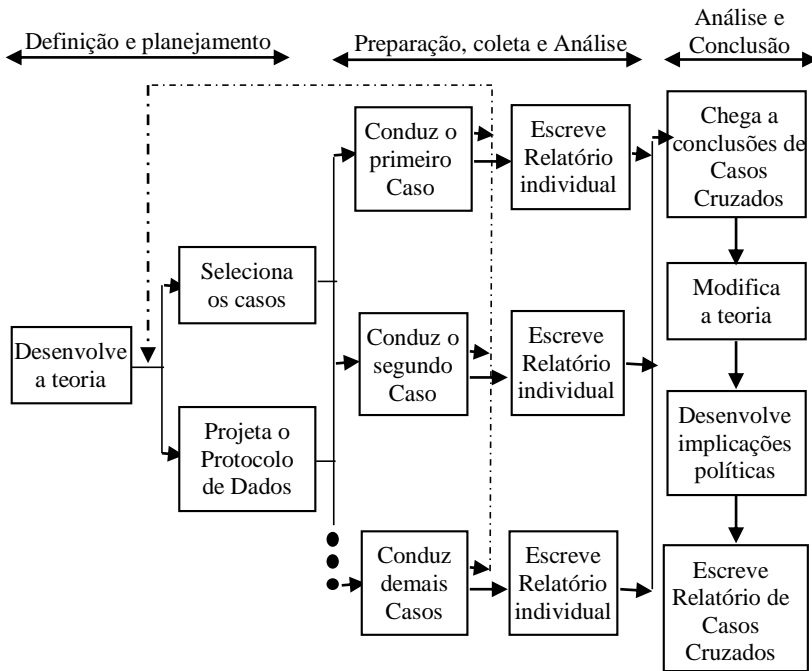 Definição e planejamento
Preparação, coleta e Análise
Análise e
Conclusão
Desenvolve
a teoria
Seleciona
os casos
Projeta o
Protocolo
de Dados
Conduz o
primeiro
Caso
Escreve
Relatório
individual
Conduz o
segundo
Caso
Escreve
Relatório
individual
Conduz
demais
Casos
Escreve
Relatório
individual
Chega a
conclusões de
Casos
Cruzados
Modifica
a teoria
Desenvolve
implicações
políticas
Escreve
Relatório de
Casos
Cruzados